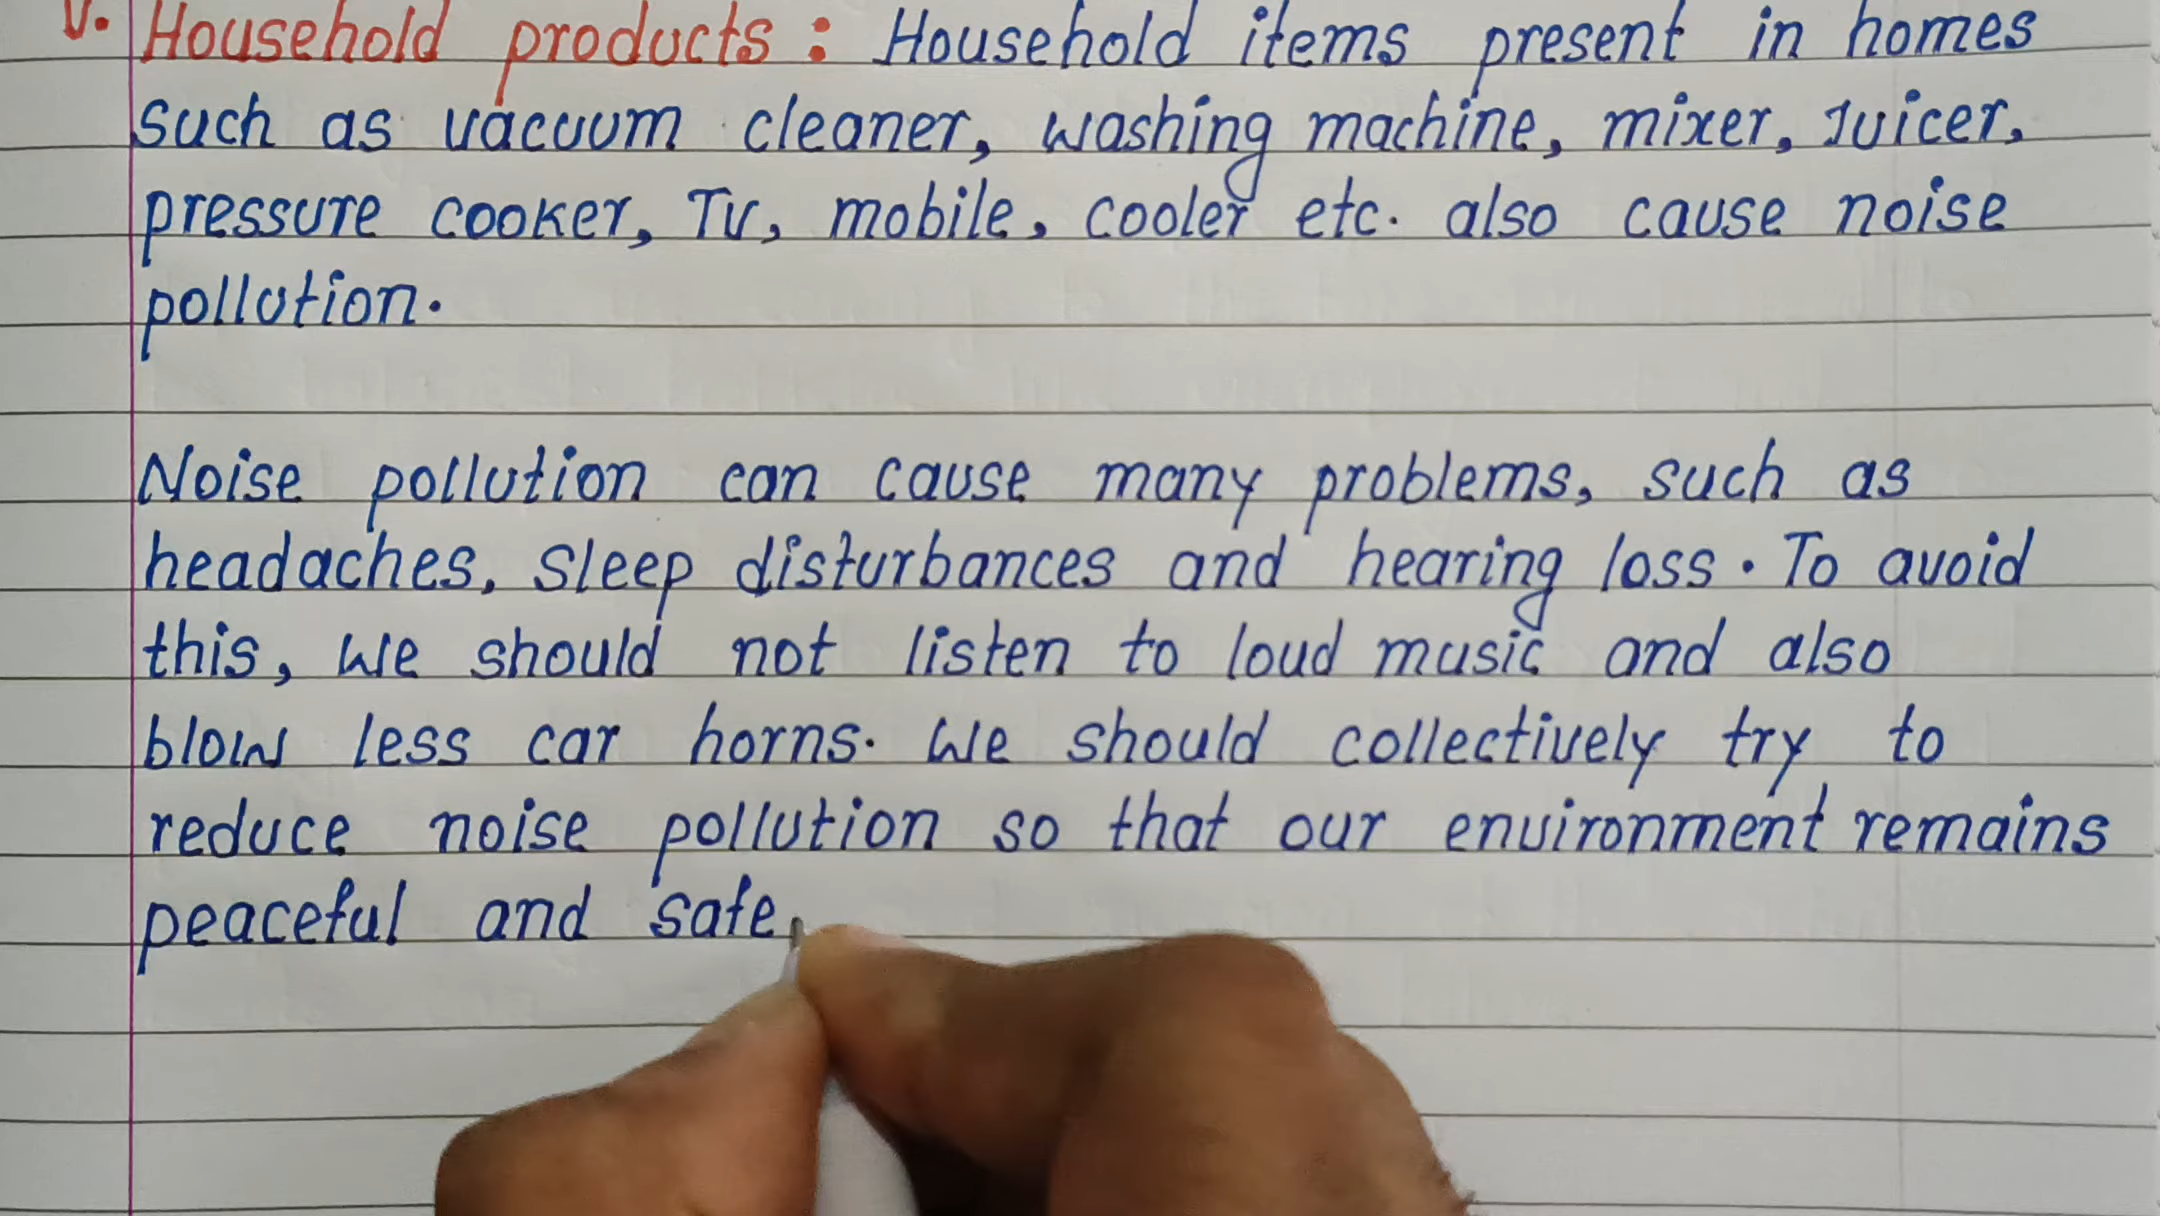 v. Household products : Household items present in homes
such as vacuum cleaner, washing machine, mixer, Juicer,
pressure cooker, TV, mobile, cooler etc. also cause noise
pollution.
Noise pollution can cause many problems, such as
headaches, sleep disturbances and hearing loss. To avoid
this, we should not listen to loud music and also
blow less car horns. We should collectively try to
reduce noise pollution so that our environment remains
peaceful and safe.